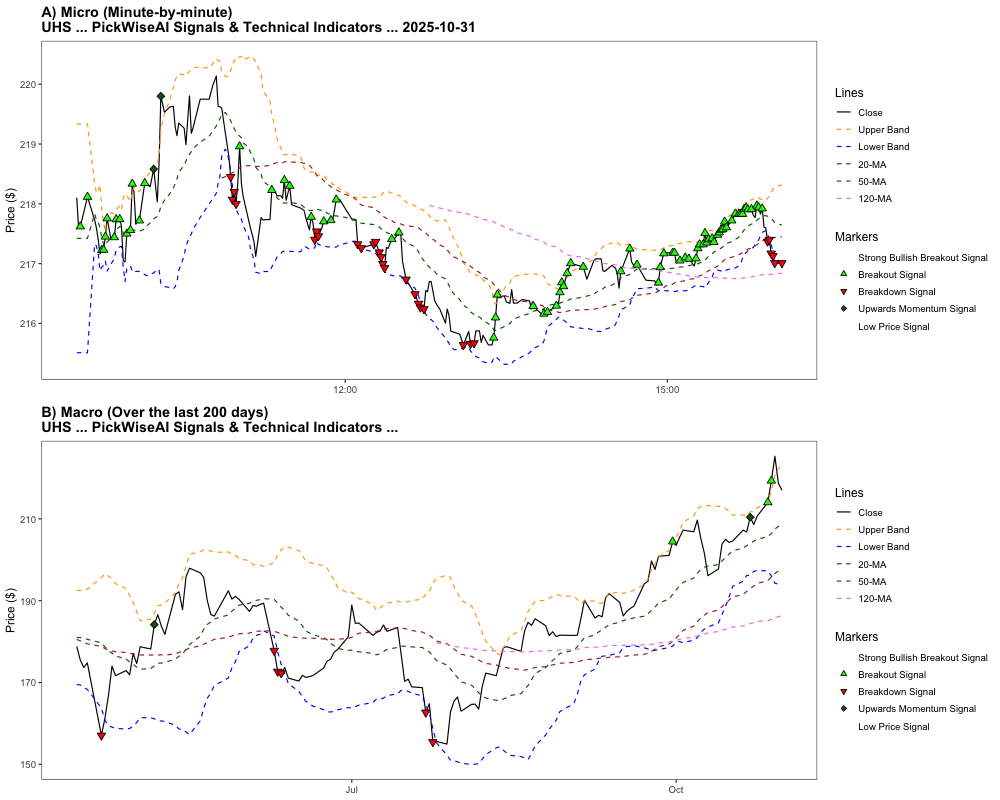 A) Micro (Minute-by-minute)
UHS ... PickWiseAI Signals & Technical Indicators ... 2025-10-31
Price ($)
220
219
218
217
216
12:00
15:00
Lines
Close
Upper Band
Lower Band
20-MA
50-MA
120-MA
Markers
Strong Bullish Breakout Signal
Breakout Signal
Breakdown Signal
Upwards Momentum Signal
Low Price Signal
B) Macro (Over the last 200 days)
UHS ... PickWiseAI Signals & Technical Indicators ...
Price ($)
210
190
170
150
Jul
Oct
Lines
Close
Upper Band
Lower Band
20-MA
50-MA
120-MA
Markers
Strong Bullish Breakout Signal
Breakout Signal
Breakdown Signal
Upwards Momentum Signal
Low Price Signal